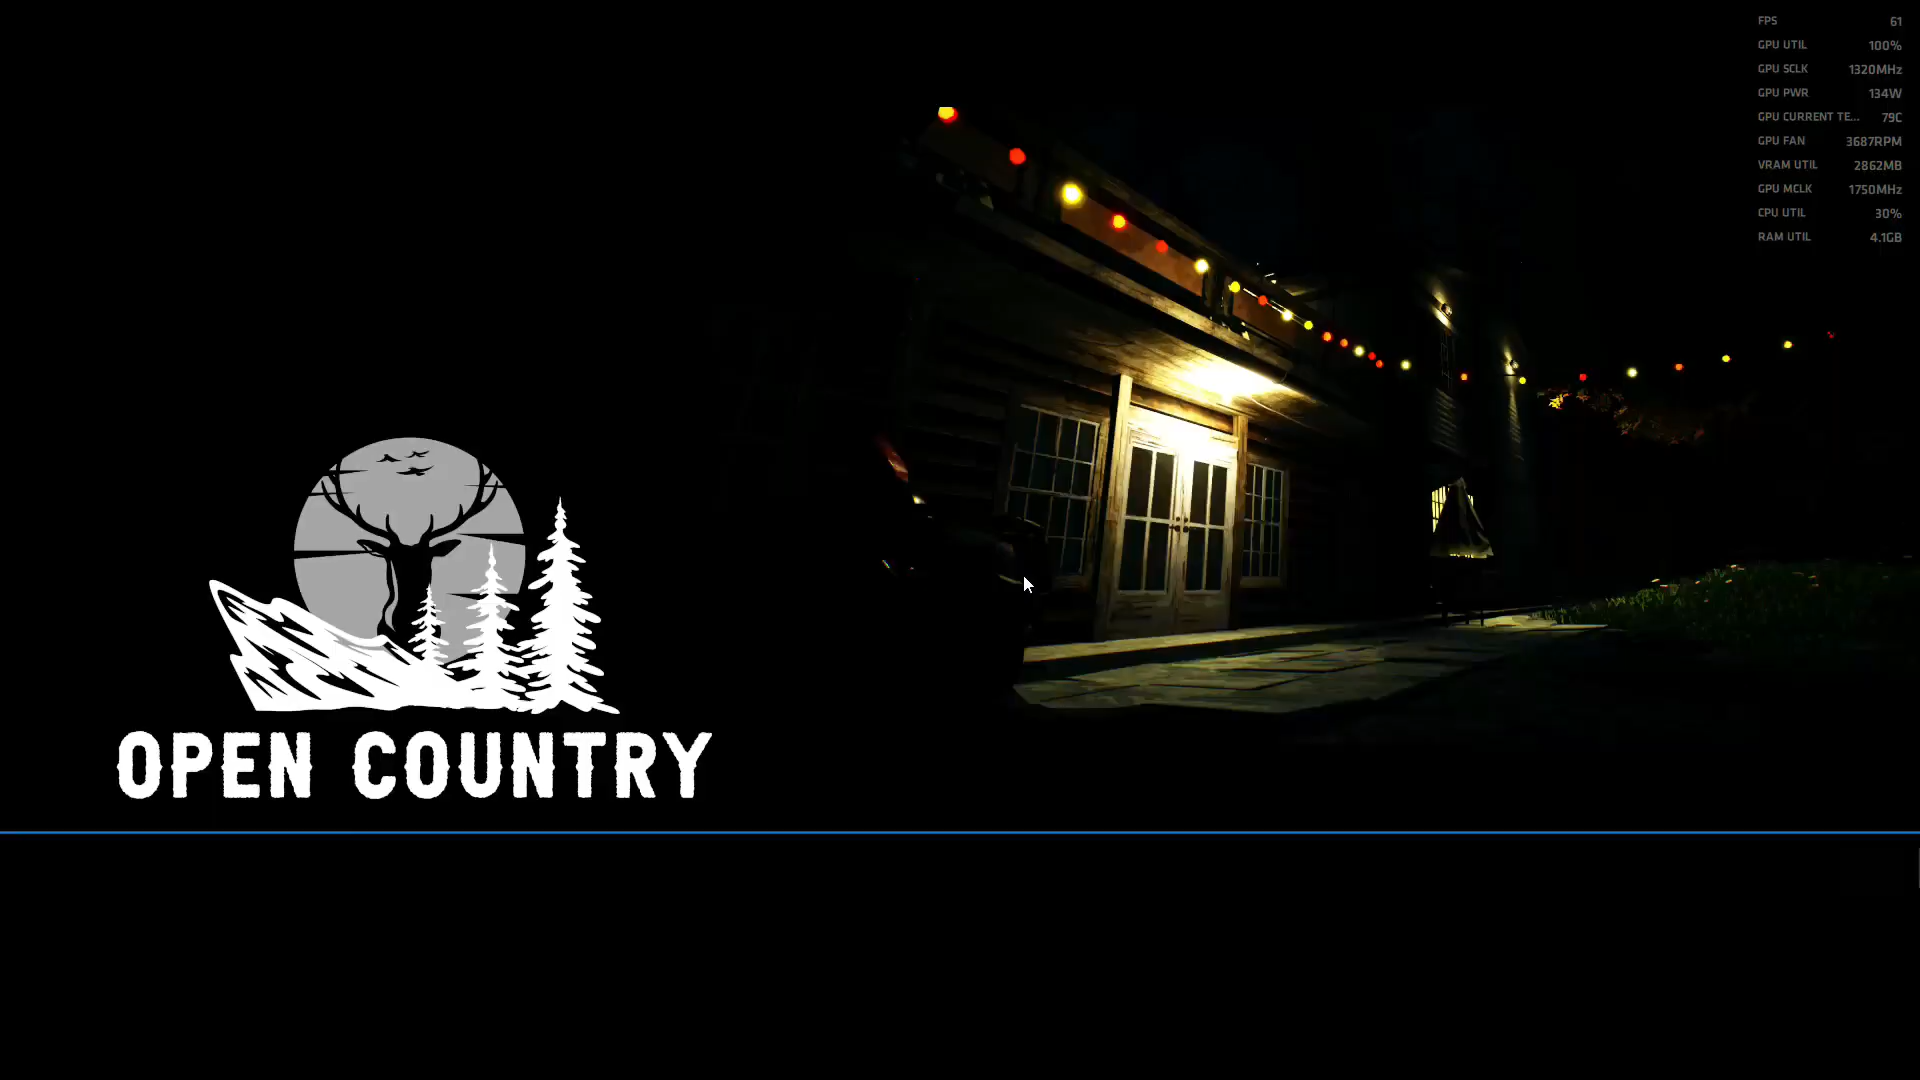 FPS 61
GPU UTIL 100%
GPU SCLK 1320MHz
GPU PWR 134W
GPU CURRENT TE... 79C
GPU FAN 3687RPM
VRAM UTIL 2862MB
GPU MCLK 1750MHz
CPU UTIL 30%
RAM UTIL 4.1GB
OPEN COUNTRY